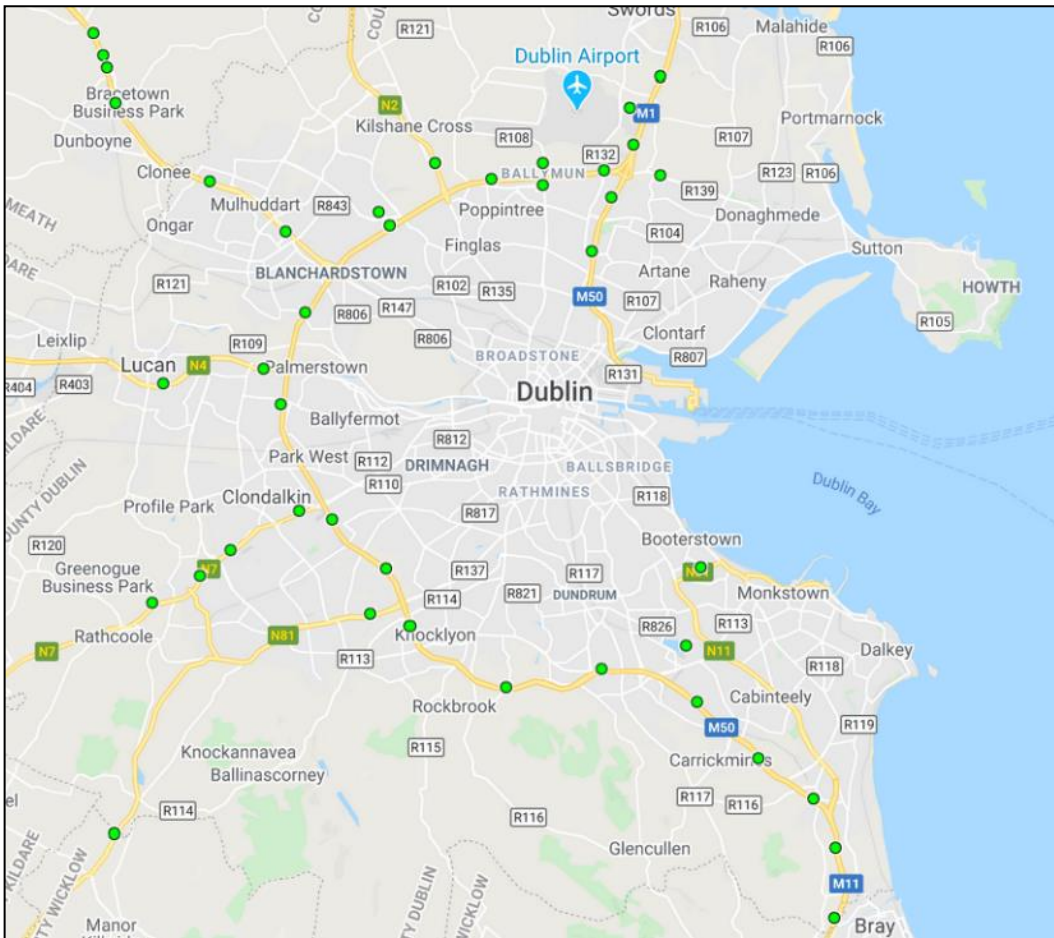 Swords
R106
Malahide
R121
R106
Dublin Airport
Bracetown
Business Park
N2
M1
Kilshane Cross
Portmarnock
Dunboyne
R108
R107
R132
Clonee
BALLYMUN
R123
R106
MEATH
Mulhuddart
R843
Poppintree
R139
Donaghmede
Ongar
Finglas
R104
Sutton
BLANCHARDSTOWN
Artane
Raheny
R121
R102
R135
HOWTH
M50
R107
R806
R147
R105
Clontarf
Leixlip
R109
R806
BROADSTONE
R807
Lucan
N4
Palmerstown
R131
R404
R403
Dublin
Ballyfermot
KILDARE
R812
Park West
R112
DRIMNAGH
BALLSBRIDGE
COUNTY DUBLIN
Clondalkin
R110
RATHMINES
R118
Dublin Bay
Profile Park
R817
R120
Booterstown
Greenogue
Business Park
N7
R137
R117
R821
DUNDRUM
Monkstown
R114
Rathcoole
N81
Knocklyon
R826
R113
N7
R113
N11
Dalkey
R118
Rockbrook
Cabinteely
M50
R119
Knockannavea
R115
Ballinascorney
Carrickmines
R114
R117
R116
R116
Glencullen
KILDARE
M11
Manor
Bray